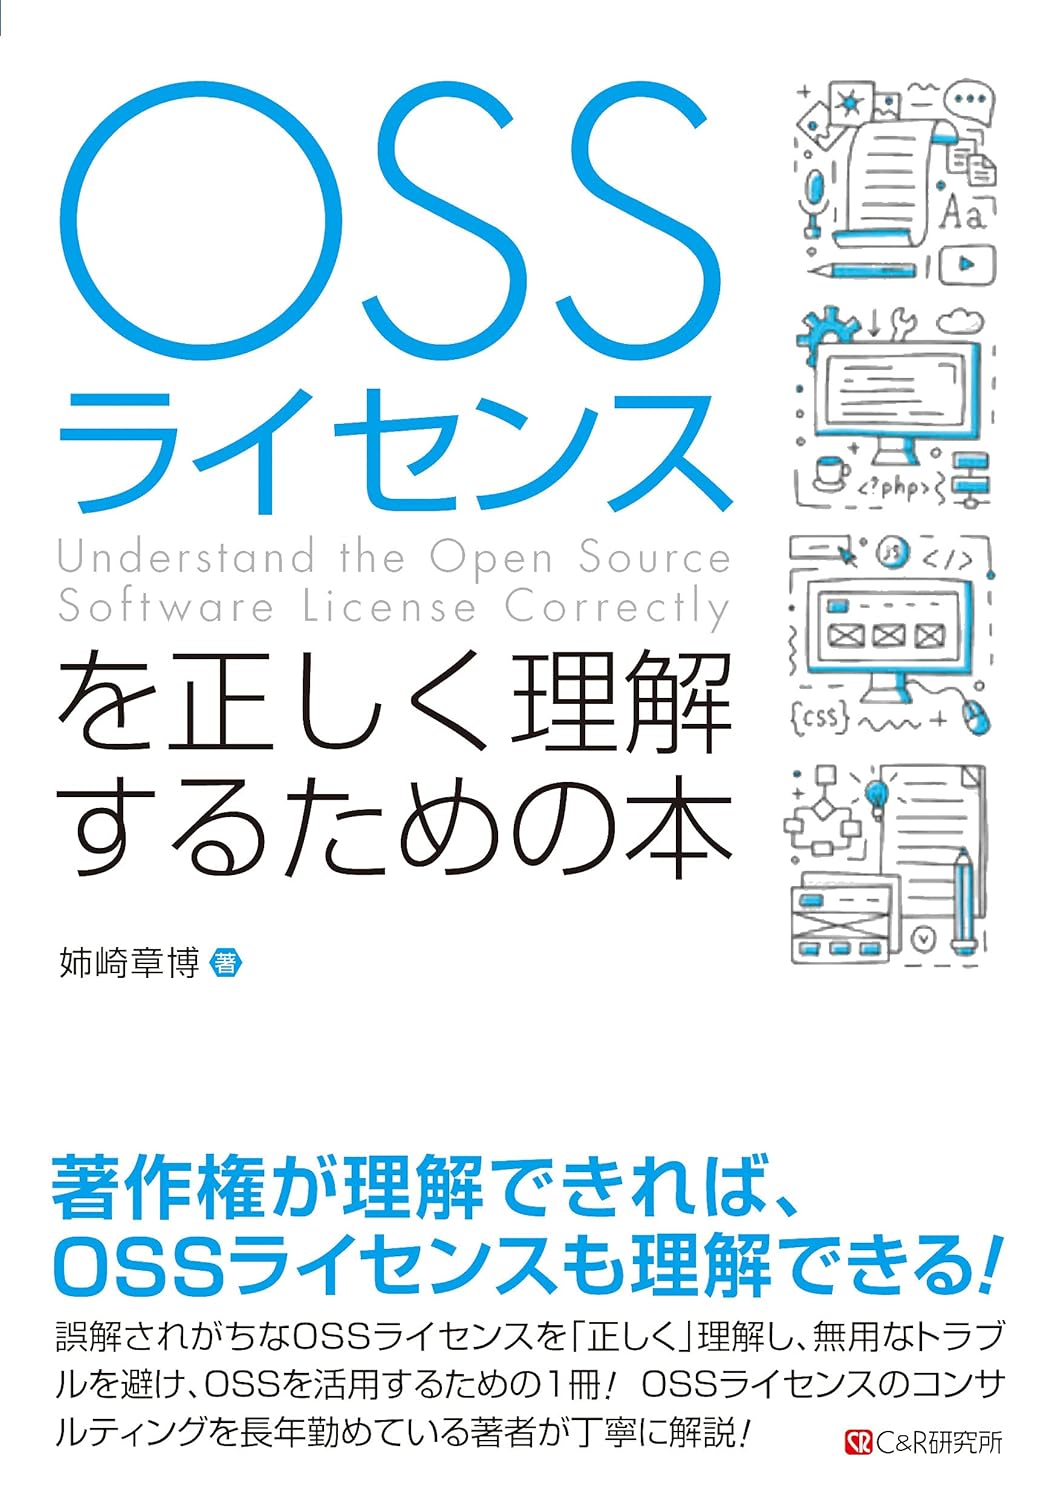 OSS
ライセンス
Understand the Open Source
Software License Correctly
を正しく理解
するための本
姉崎章博 著
Aa
<?php>
JS
</>
{css}
著作権が理解できれば、
OSSライセンスも理解できる!
誤解されがちなOSSライセンスを「正しく」理解し、無用なトラブ
ルを避け、OSSを活用するための1冊! OSSライセンスのコンサ
ルティングを長年勤めている著者が丁寧に解説!
CR C&R研究所